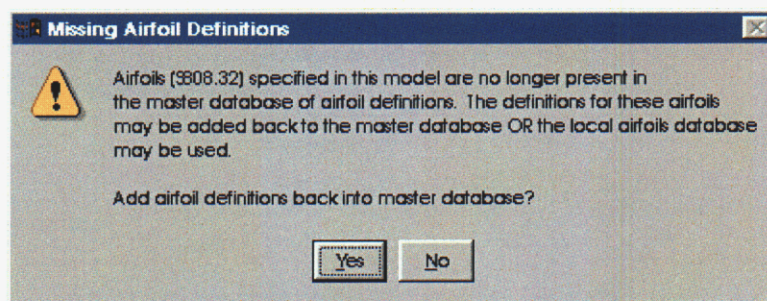 Missing Airfoil Definitions
Airfoils (S808.32) specified in this model are no longer present in
the master database of airfoil definitions. The definitions for these airfoils
may be added back to the master database OR the local airfoils database
may be used.
Add airfoil definitions back into master database?
Yes
No